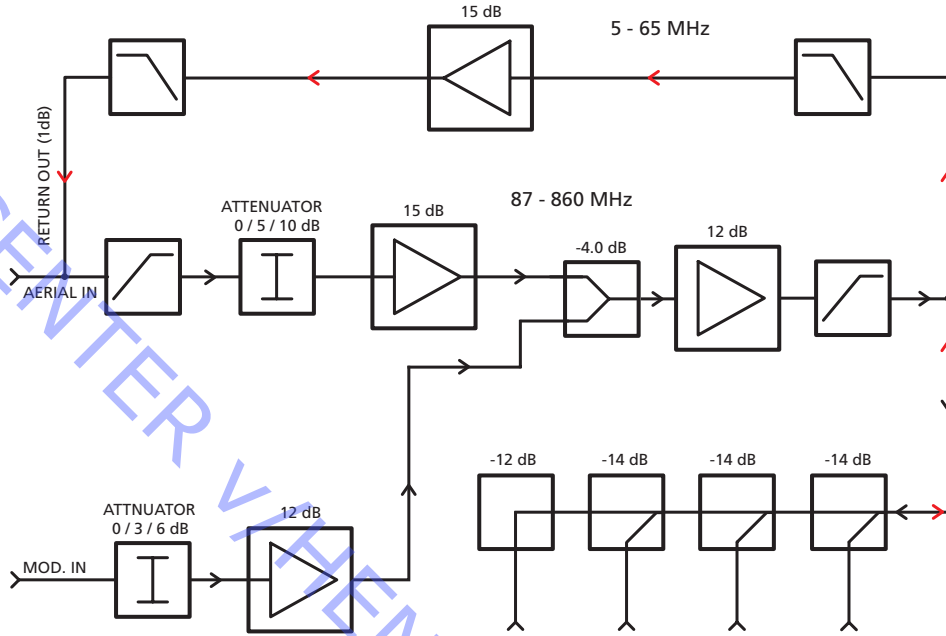 15 dB
5 - 65 MHz
RETURN OUT (1dB)
87 - 860 MHz
ATTENUATOR
0 / 5 / 10 dB
15 dB
-4.0 dB
12 dB
AERIAL IN
-12 dB
-14 dB
-14 dB
-14 dB
ATTNUATOR
0 / 3 / 6 dB
12 dB
MOD. IN
CENTER v/HEN